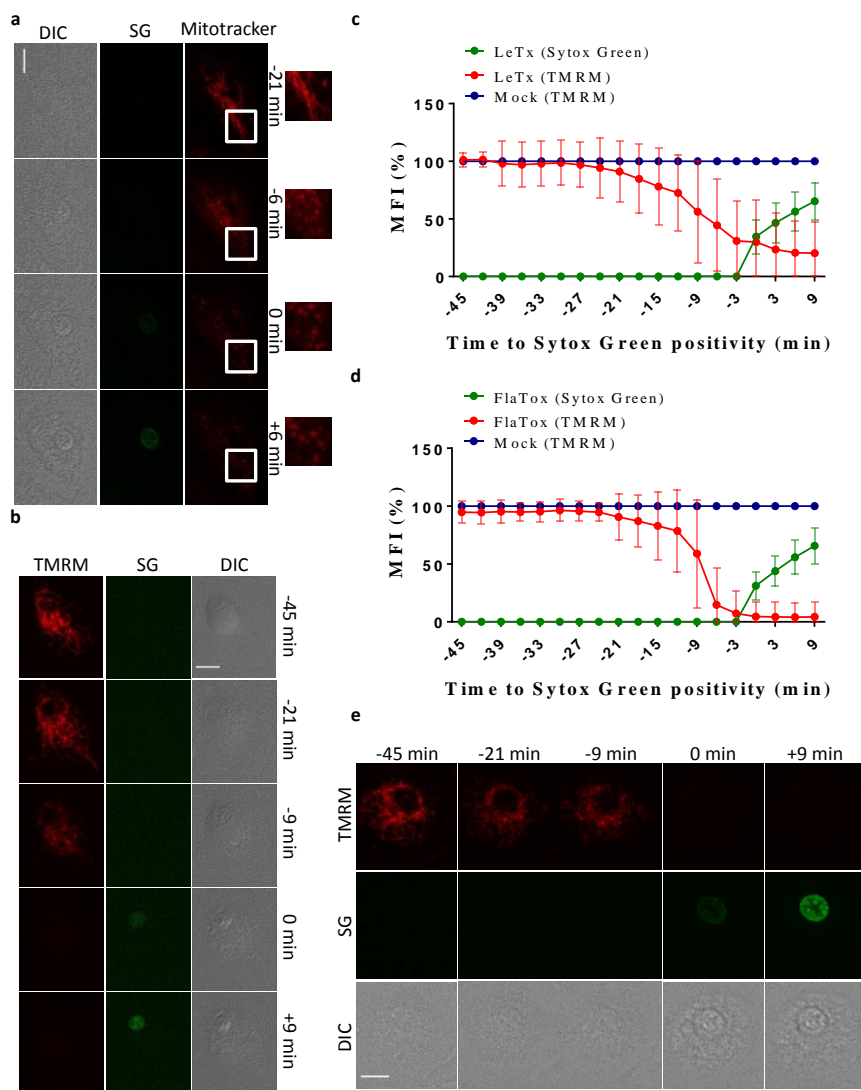 a
DIC SG Mitotracker
-21 min
-6 min
0 min
+6 min
b
TMRM SG DIC
-45 min
-21 min
-9 min
0 min
+9 min
c
LeTx (Sytox Green)
LeTx (TMRM)
Mock (TMRM)
150
100
50
0
MFI (%)
-45 -39 -33 -27 -21 -15 -9 -3 3 9
Time to Sytox Green positivity (min)
d
FlaTox (Sytox Green)
FlaTox (TMRM)
Mock (TMRM)
150
100
50
0
MFI (%)
-45 -39 -33 -27 -21 -15 -9 -3 3 9
Time to Sytox Green positivity (min)
e
-45 min -21 min -9 min 0 min +9 min
TMRM
SG
DIC